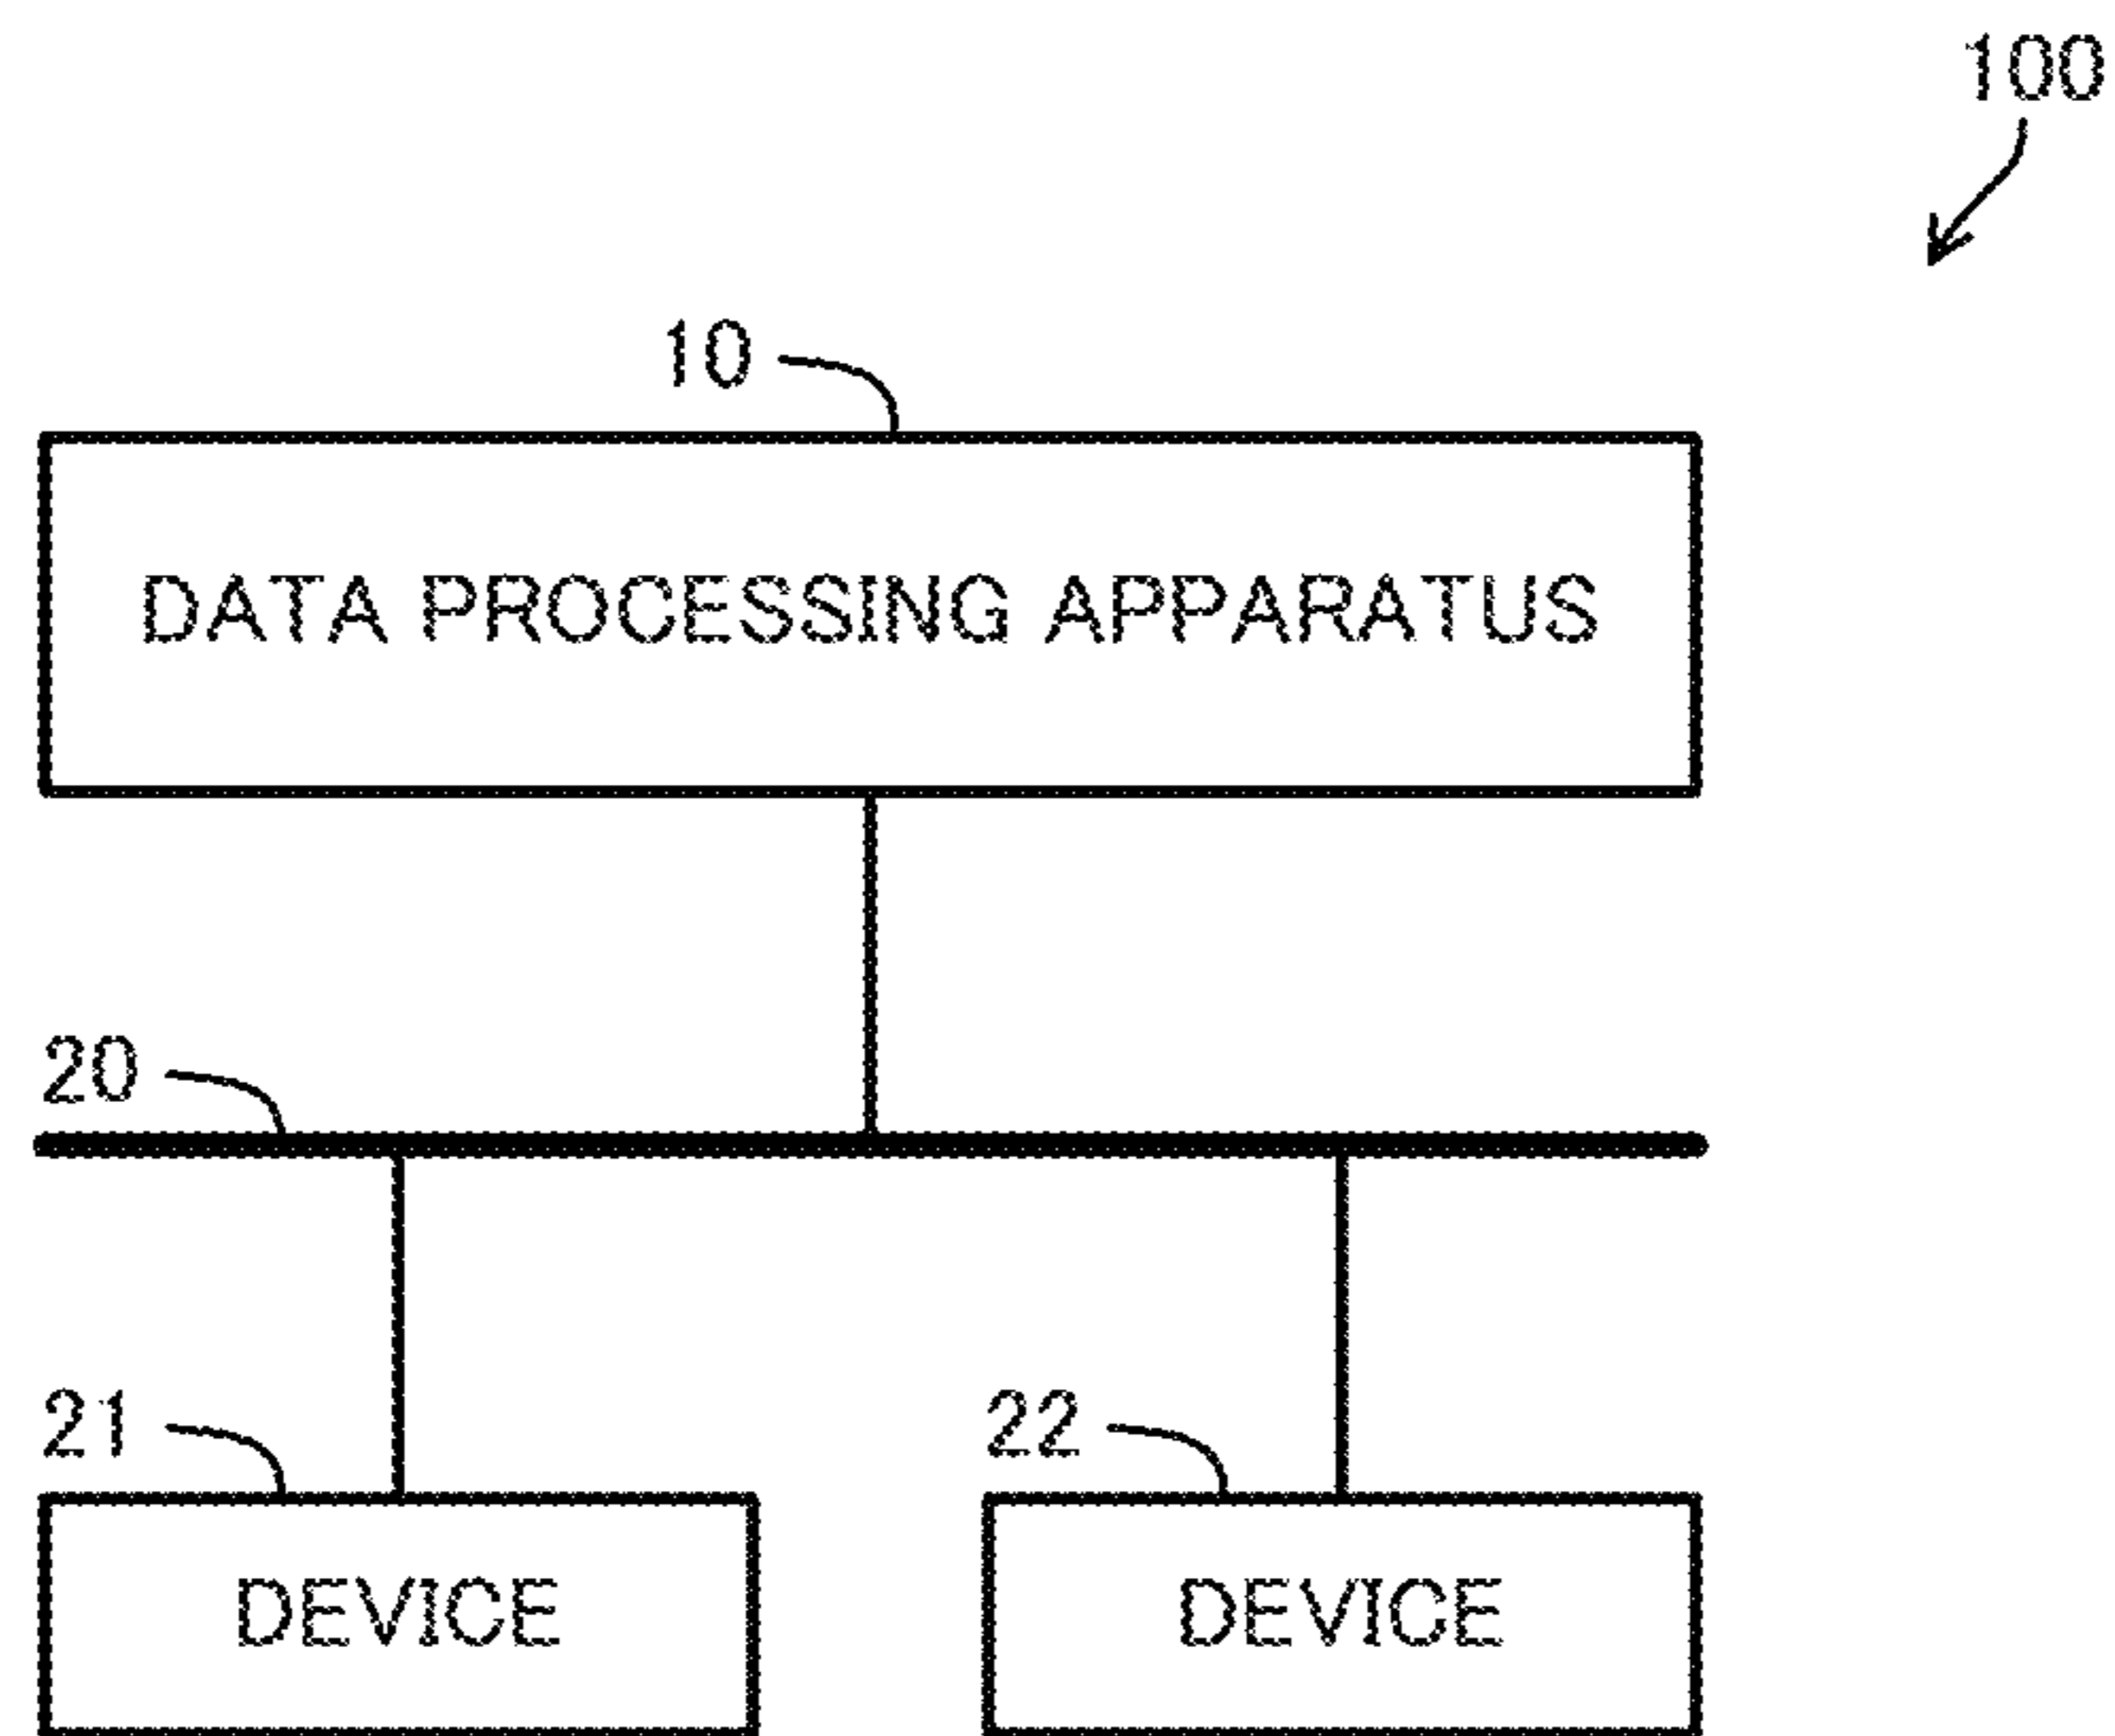 100
10
DATA PROCESSING APPARATUS
20
21
22
DEVICE
DEVICE